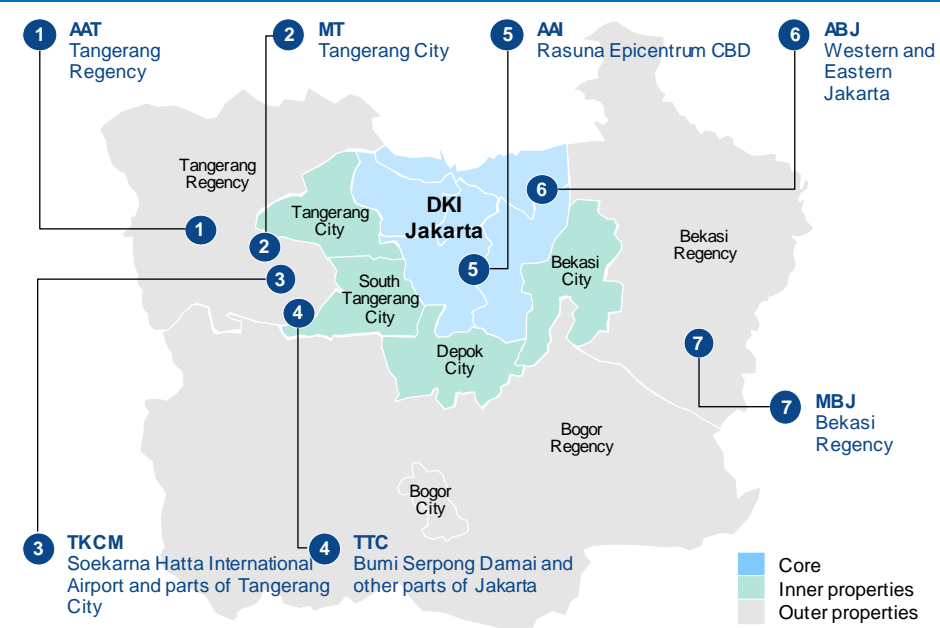 1
AAT
Tangerang
Regency
2
MT
Tangerang City
5
AAI
Rasuna Epicentrum CBD
6
ABJ
Western and
Eastern
Jakarta
Tangerang
Regency
1
Tangerang
City
2
3
South
Tangerang
City
4
DKI
Jakarta
5
6
Bekasi
City
Bekasi
Regency
7
Depok
City
7
MBJ
Bekasi
Regency
Bogor
Regency
Bogor
City
3
TKCM
Soekarna Hatta International
Airport and parts of Tangerang
City
4
TTC
Bumi Serpong Damai and
other parts of Jakarta
Core
Inner properties
Outer properties